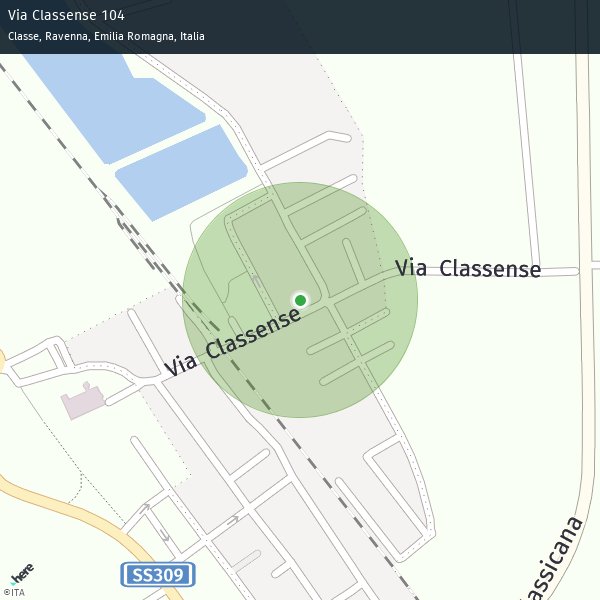 Via Classense 104
Classe, Ravenna, Emilia Romagna, Italia
Via Classense
Via Classense
assicana
SS309
here
©ITA